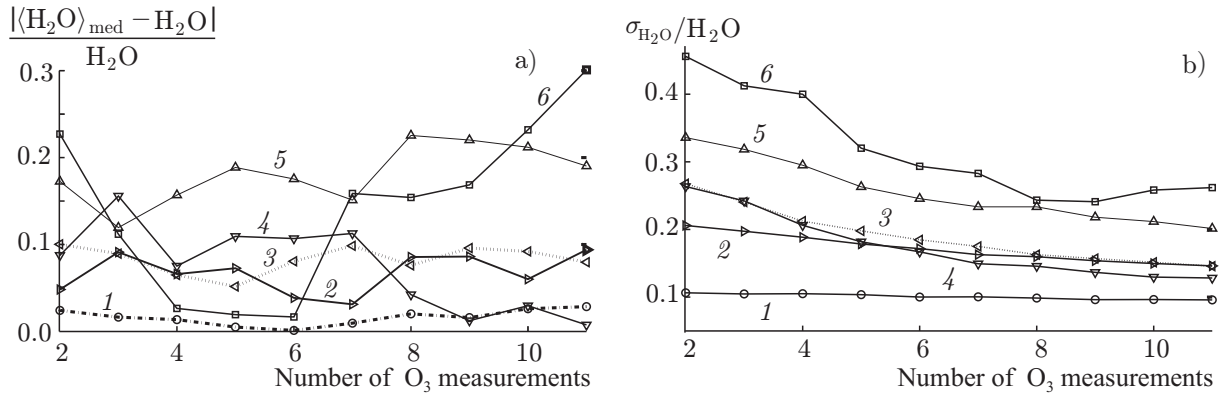 |⟨H₂O⟩med − H₂O|
H₂O
a)
0.3
0.2
0.1
0.0
6
5
4
3
2
1
2 4 6 8 10
Number of O₃ measurements
σH₂O/H₂O
b)
0.4
0.3
0.2
0.1
6
5
3
2
4
1
2 4 6 8 10
Number of O₃ measurements